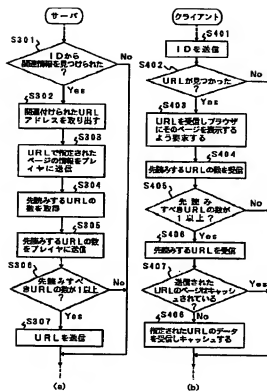 サーバ
S301
IDから
関連情報を見つけられた
?
No
Yes
S302
関連付けられたURL
アドレスを取り出す
S303
URLで指定された
ページの情報をプレ
イヤに送信
S304
先読みするURLの
数を取得
S305
先読みするURLの数
をプレイヤに送信
S306
先読みすべ
きURLの数が1以上?
No
Yes
S307
URLを送信
(a)
クライアント
S401
IDを送信
S402
URLが見つかった
?
No
Yes
S403
URLを受信しブラウザ
にそのページを表示する
よう要求する
S404
先読みするURLの数を受信
S405
先読み
すべきURLの数が
1以上?
No
Yes
S406
先読みするURLを受信
S407
送信された
URLのページはキャッシ
ュされている
?
Yes
No
S408
指定されたURLのデータ
を受信しキャッシュする
(b)